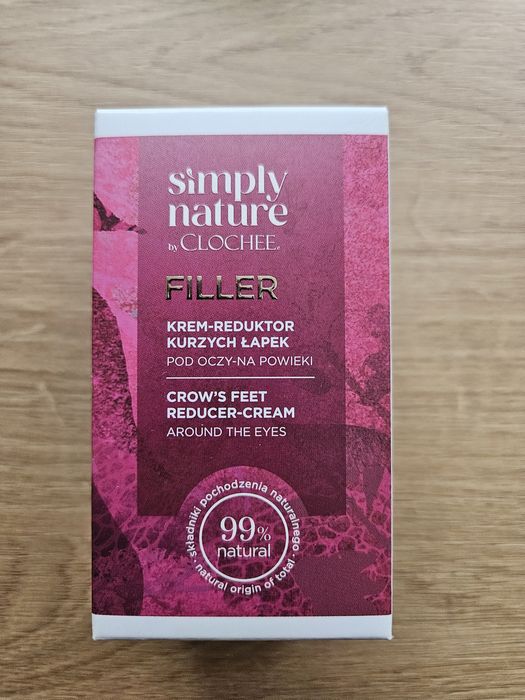 simply
nature
by CLOCHEE®
FILLER
KREM-REDUKTOR
KURZYCH ŁAPEK
POD OCZY-NA POWIEKI
CROW'S FEET
REDUCER-CREAM
AROUND THE EYES
składniki pochodzenia naturalnego
99%
natural
natural origin of total